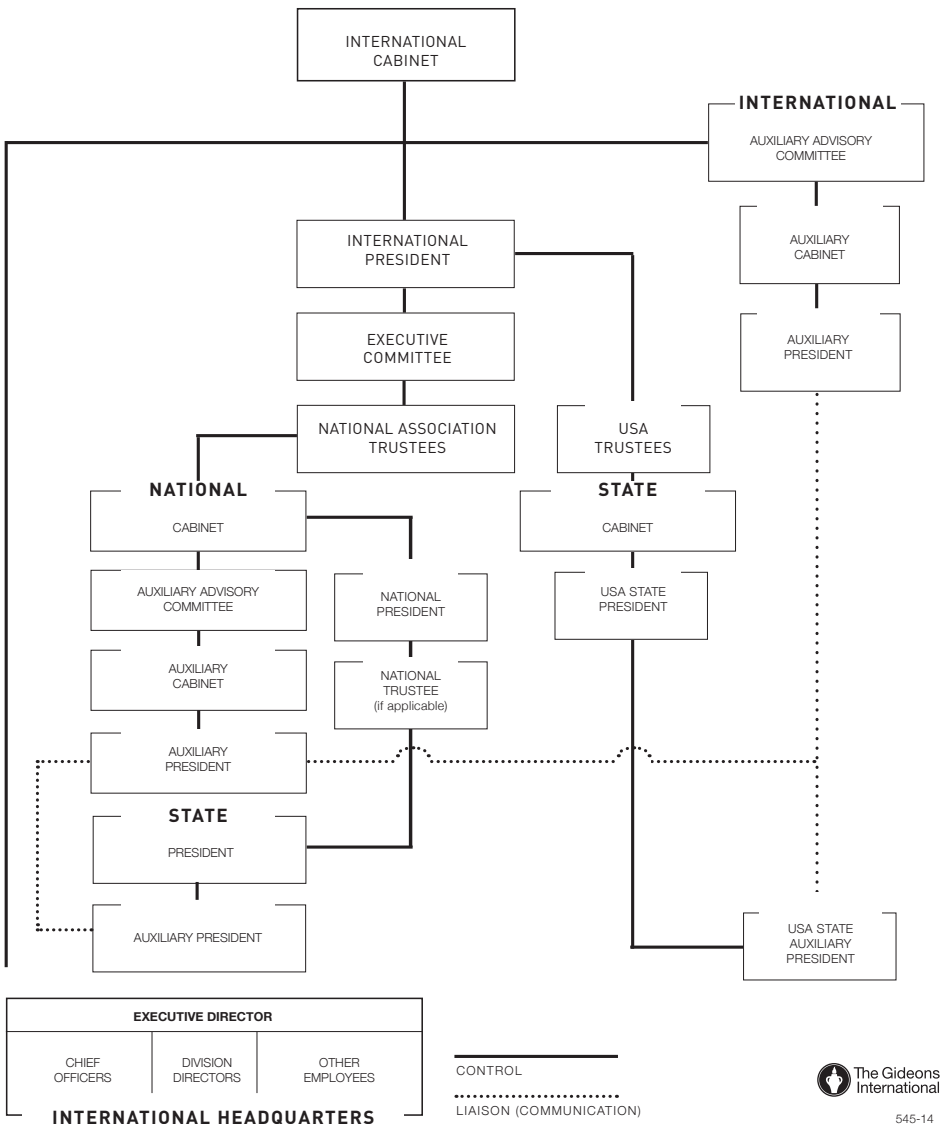 INTERNATIONAL
CABINET
INTERNATIONAL
AUXILIARY ADVISORY
COMMITTEE
AUXILIARY
CABINET
AUXILIARY
PRESIDENT
INTERNATIONAL
PRESIDENT
EXECUTIVE
COMMITTEE
NATIONAL ASSOCIATION
TRUSTEES
USA
TRUSTEES
NATIONAL
CABINET
AUXILIARY ADVISORY
COMMITTEE
AUXILIARY
CABINET
AUXILIARY
PRESIDENT
NATIONAL
PRESIDENT
NATIONAL
TRUSTEE
(if applicable)
STATE
CABINET
USA STATE
PRESIDENT
STATE
PRESIDENT
AUXILIARY PRESIDENT
USA STATE
AUXILIARY
PRESIDENT
EXECUTIVE DIRECTOR
CHIEF
OFFICERS
DIVISION
DIRECTORS
OTHER
EMPLOYEES
INTERNATIONAL HEADQUARTERS
CONTROL
LIAISON (COMMUNICATION)
The Gideons
International
545-14